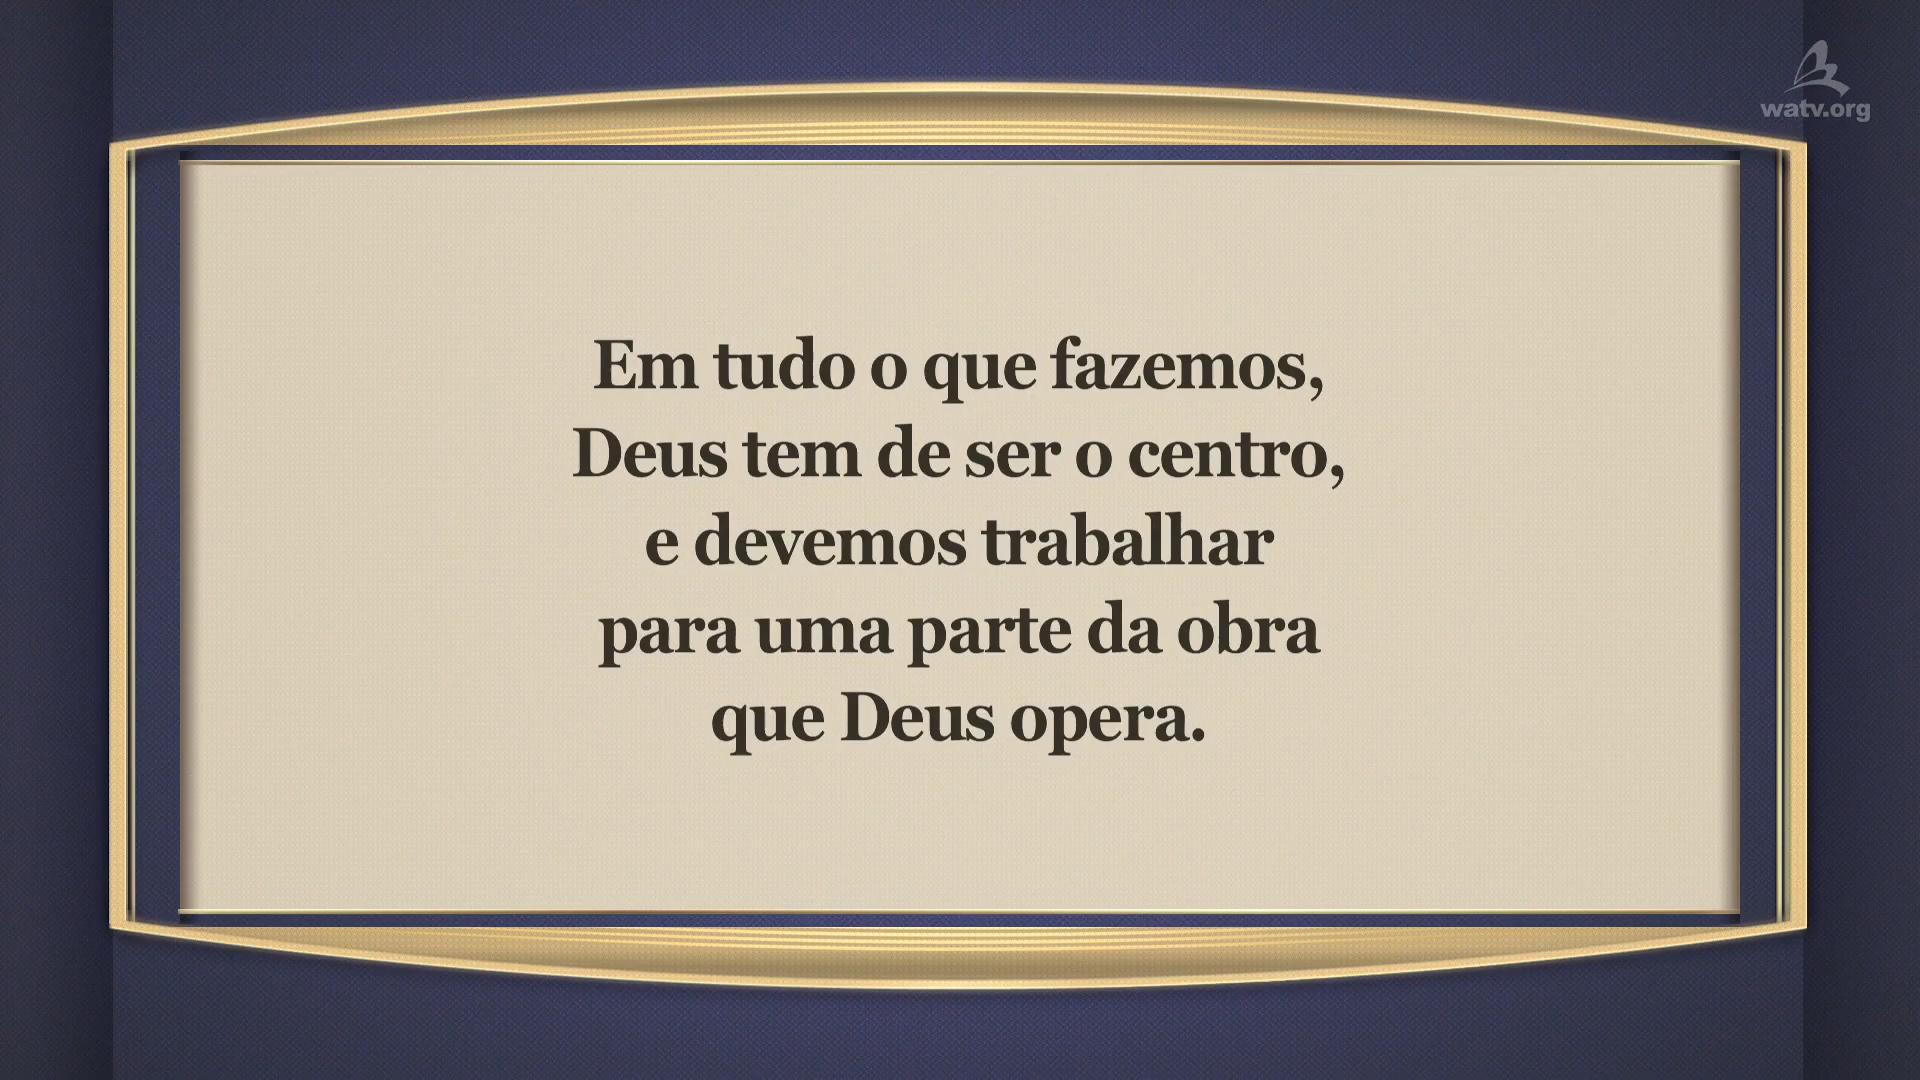 watv.org
Em tudo o que fazemos,
Deus tem de ser o centro,
e devemos trabalhar
para uma parte da obra
que Deus opera.